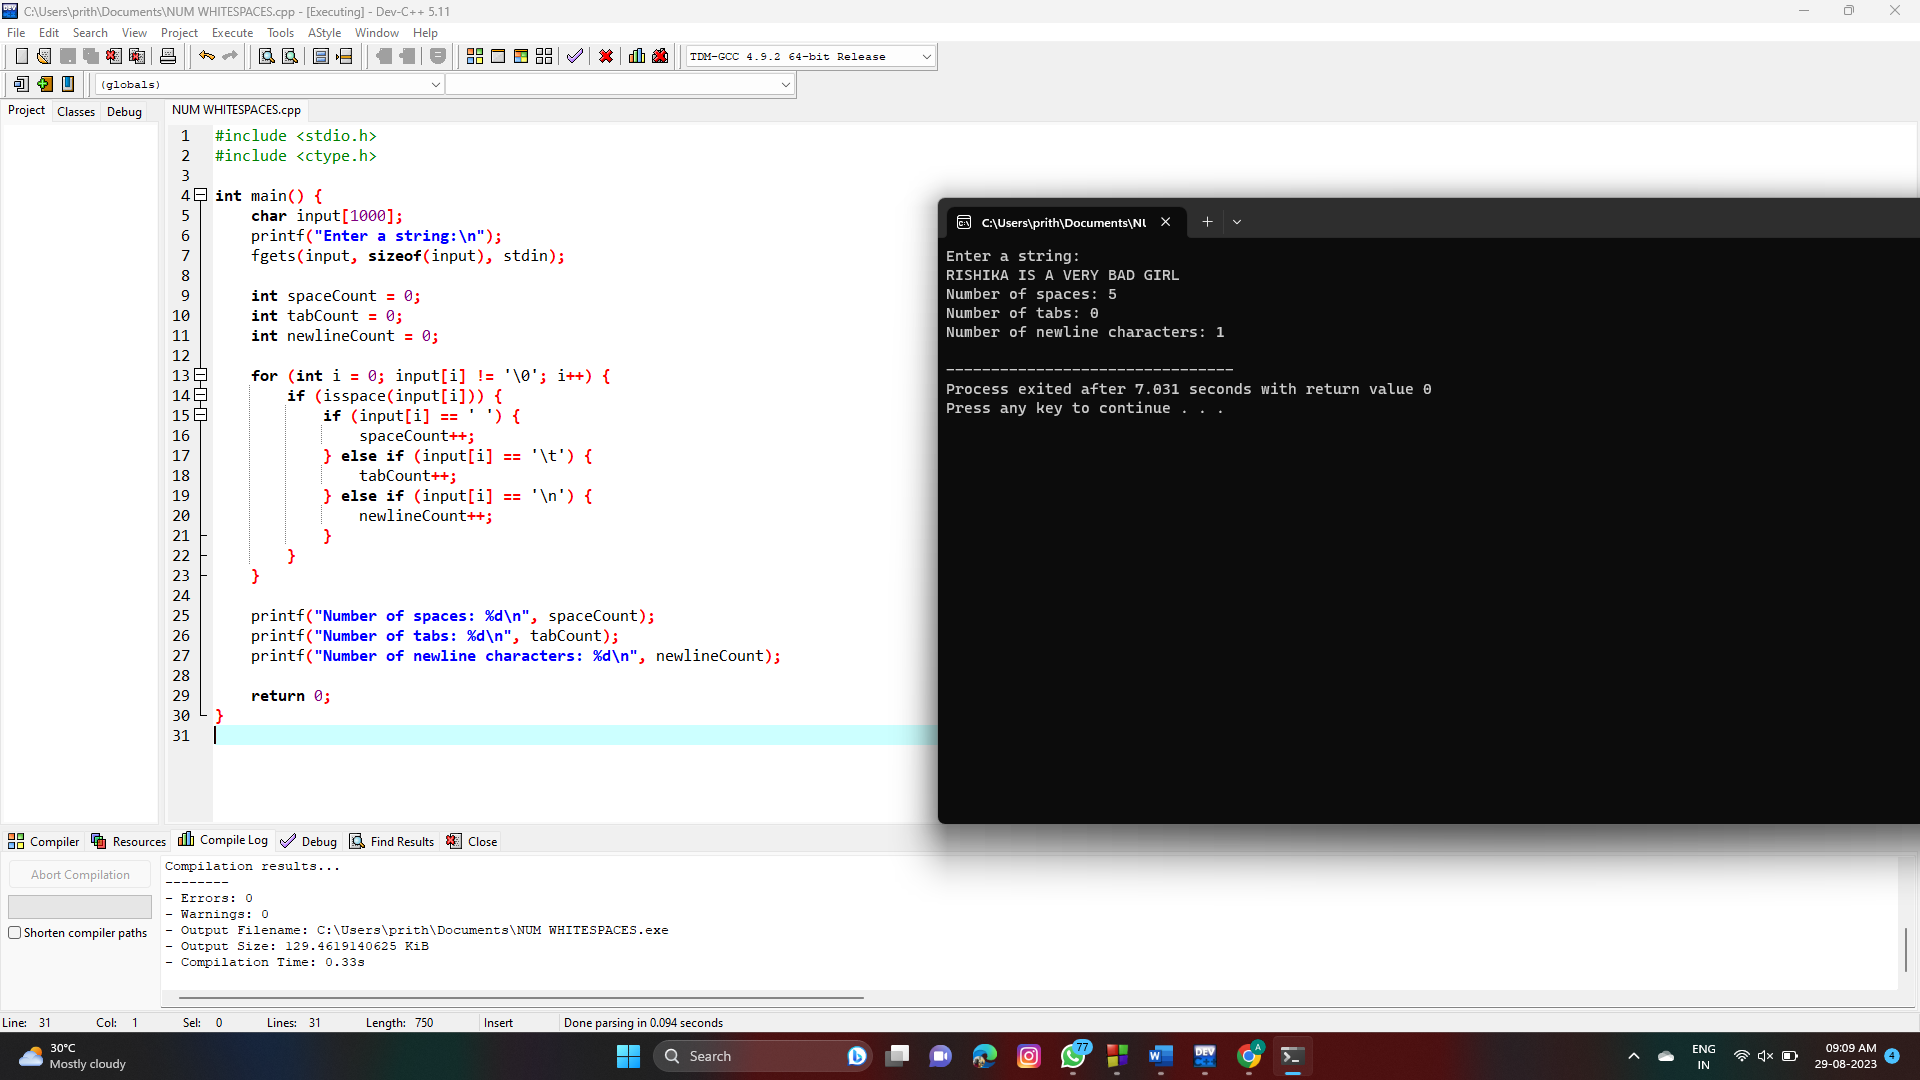 C:\Users\prith\Documents\NUM WHITESPACES.cpp - [Executing] - Dev-C++ 5.11
File Edit Search View Project Execute Tools AStyle Window Help
TDM-GCC 4.9.2 64-bit Release
(globals)
Project Classes Debug
NUM WHITESPACES.cpp
1 #include <stdio.h>
2 #include <ctype.h>
3
4 int main() {
5 char input[1000];
6 printf("Enter a string:\n");
7 fgets(input, sizeof(input), stdin);
8
9 int spaceCount = 0;
10 int tabCount = 0;
11 int newlineCount = 0;
12
13 for (int i = 0; input[i] != '\0'; i++) {
14 if (isspace(input[i])) {
15 if (input[i] == ' ') {
16 spaceCount++;
17 } else if (input[i] == '\t') {
18 tabCount++;
19 } else if (input[i] == '\n') {
20 newlineCount++;
21 }
22 }
23 }
24
25 printf("Number of spaces: %d\n", spaceCount);
26 printf("Number of tabs: %d\n", tabCount);
27 printf("Number of newline characters: %d\n", newlineCount);
28
29 return 0;
30 }
31
C:\Users\prith\Documents\NU
Enter a string:
RISHIKA IS A VERY BAD GIRL
Number of spaces: 5
Number of tabs: 0
Number of newline characters: 1
--------------------------------
Process exited after 7.031 seconds with return value 0
Press any key to continue . . .
Compiler Resources Compile Log Debug Find Results Close
Abort Compilation
Shorten compiler paths
Compilation results...
--------
- Errors: 0
- Warnings: 0
- Output Filename: C:\Users\prith\Documents\NUM WHITESPACES.exe
- Output Size: 129.4619140625 KiB
- Compilation Time: 0.33s
Line: 31 Col: 1 Sel: 0 Lines: 31 Length: 750 Insert Done parsing in 0.094 seconds
30°C
Mostly cloudy
Search
77
DEV
A
ENG
IN
09:09 AM
29-08-2023
4